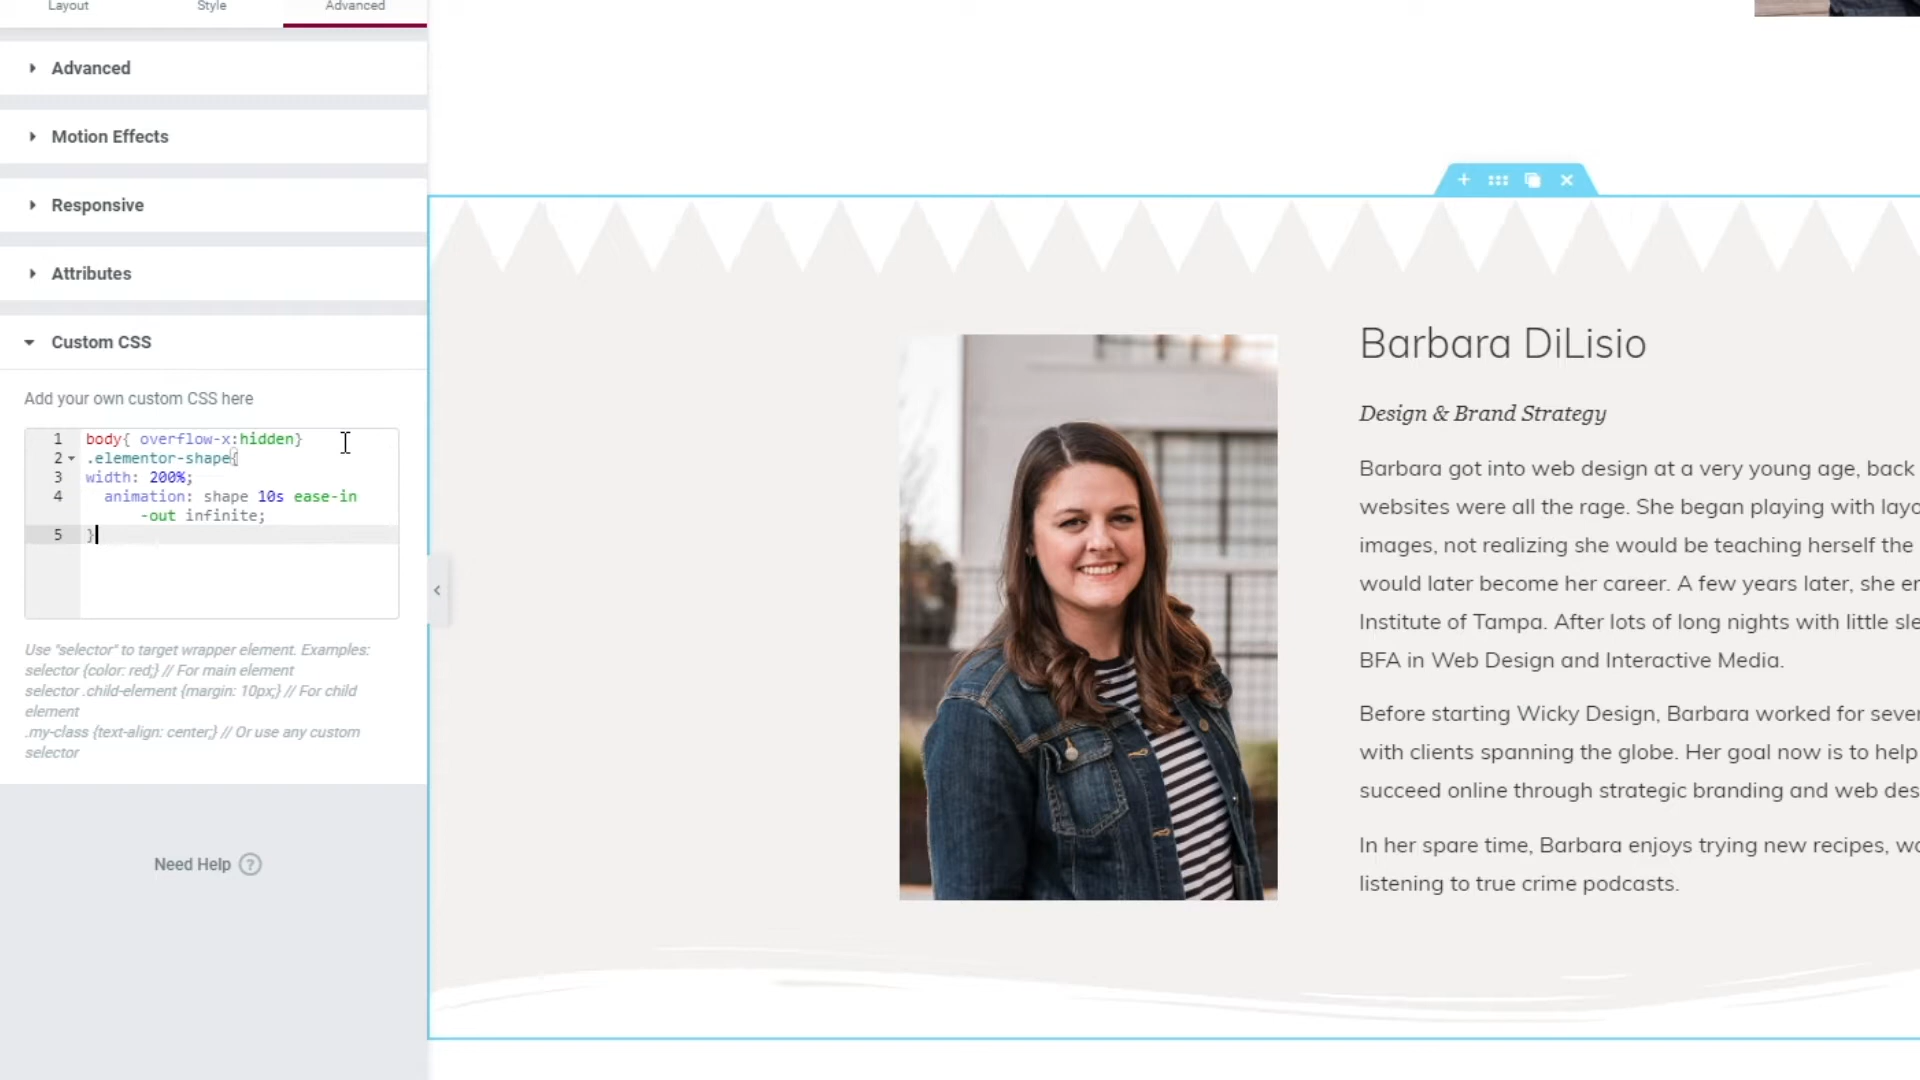 Layout Style Advanced
Advanced
Motion Effects
Responsive
Attributes
Custom CSS
Add your own custom CSS here
1 body{ overflow-x:hidden}
2 .elementor-shape{
3 width: 200%;
4 animation: shape 10s ease-in
-out infinite;
5 }
Use "selector" to target wrapper element. Examples:
selector {color: red;} // For main element
selector .child-element {margin: 10px;} // For child
element
.my-class {text-align: center;} // Or use any custom
selector
Need Help ?
Barbara DiLisio
Design & Brand Strategy
Barbara got into web design at a very young age, back
websites were all the rage. She began playing with layo
images, not realizing she would be teaching herself the
would later become her career. A few years later, she er
Institute of Tampa. After lots of long nights with little sle
BFA in Web Design and Interactive Media.
Before starting Wicky Design, Barbara worked for sever
with clients spanning the globe. Her goal now is to help
succeed online through strategic branding and web des
In her spare time, Barbara enjoys trying new recipes, wo
listening to true crime podcasts.